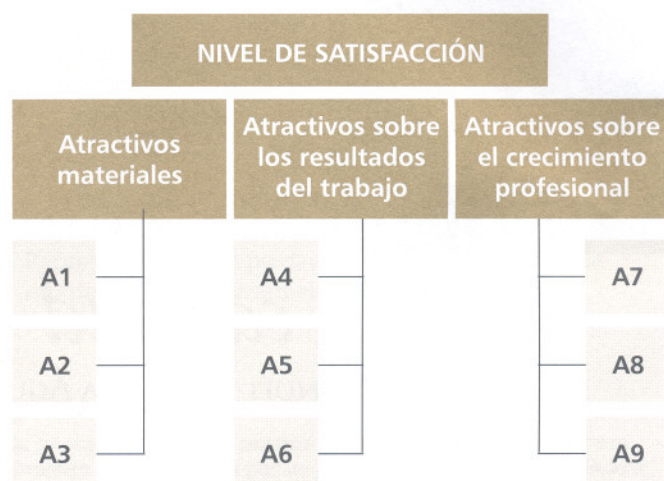 NIVEL DE SATISFACCIÓN
Atractivos
materiales
Atractivos sobre
los resultados
del trabajo
Atractivos sobre
el crecimiento
profesional
A1
A4
A7
A2
A5
A8
A3
A6
A9